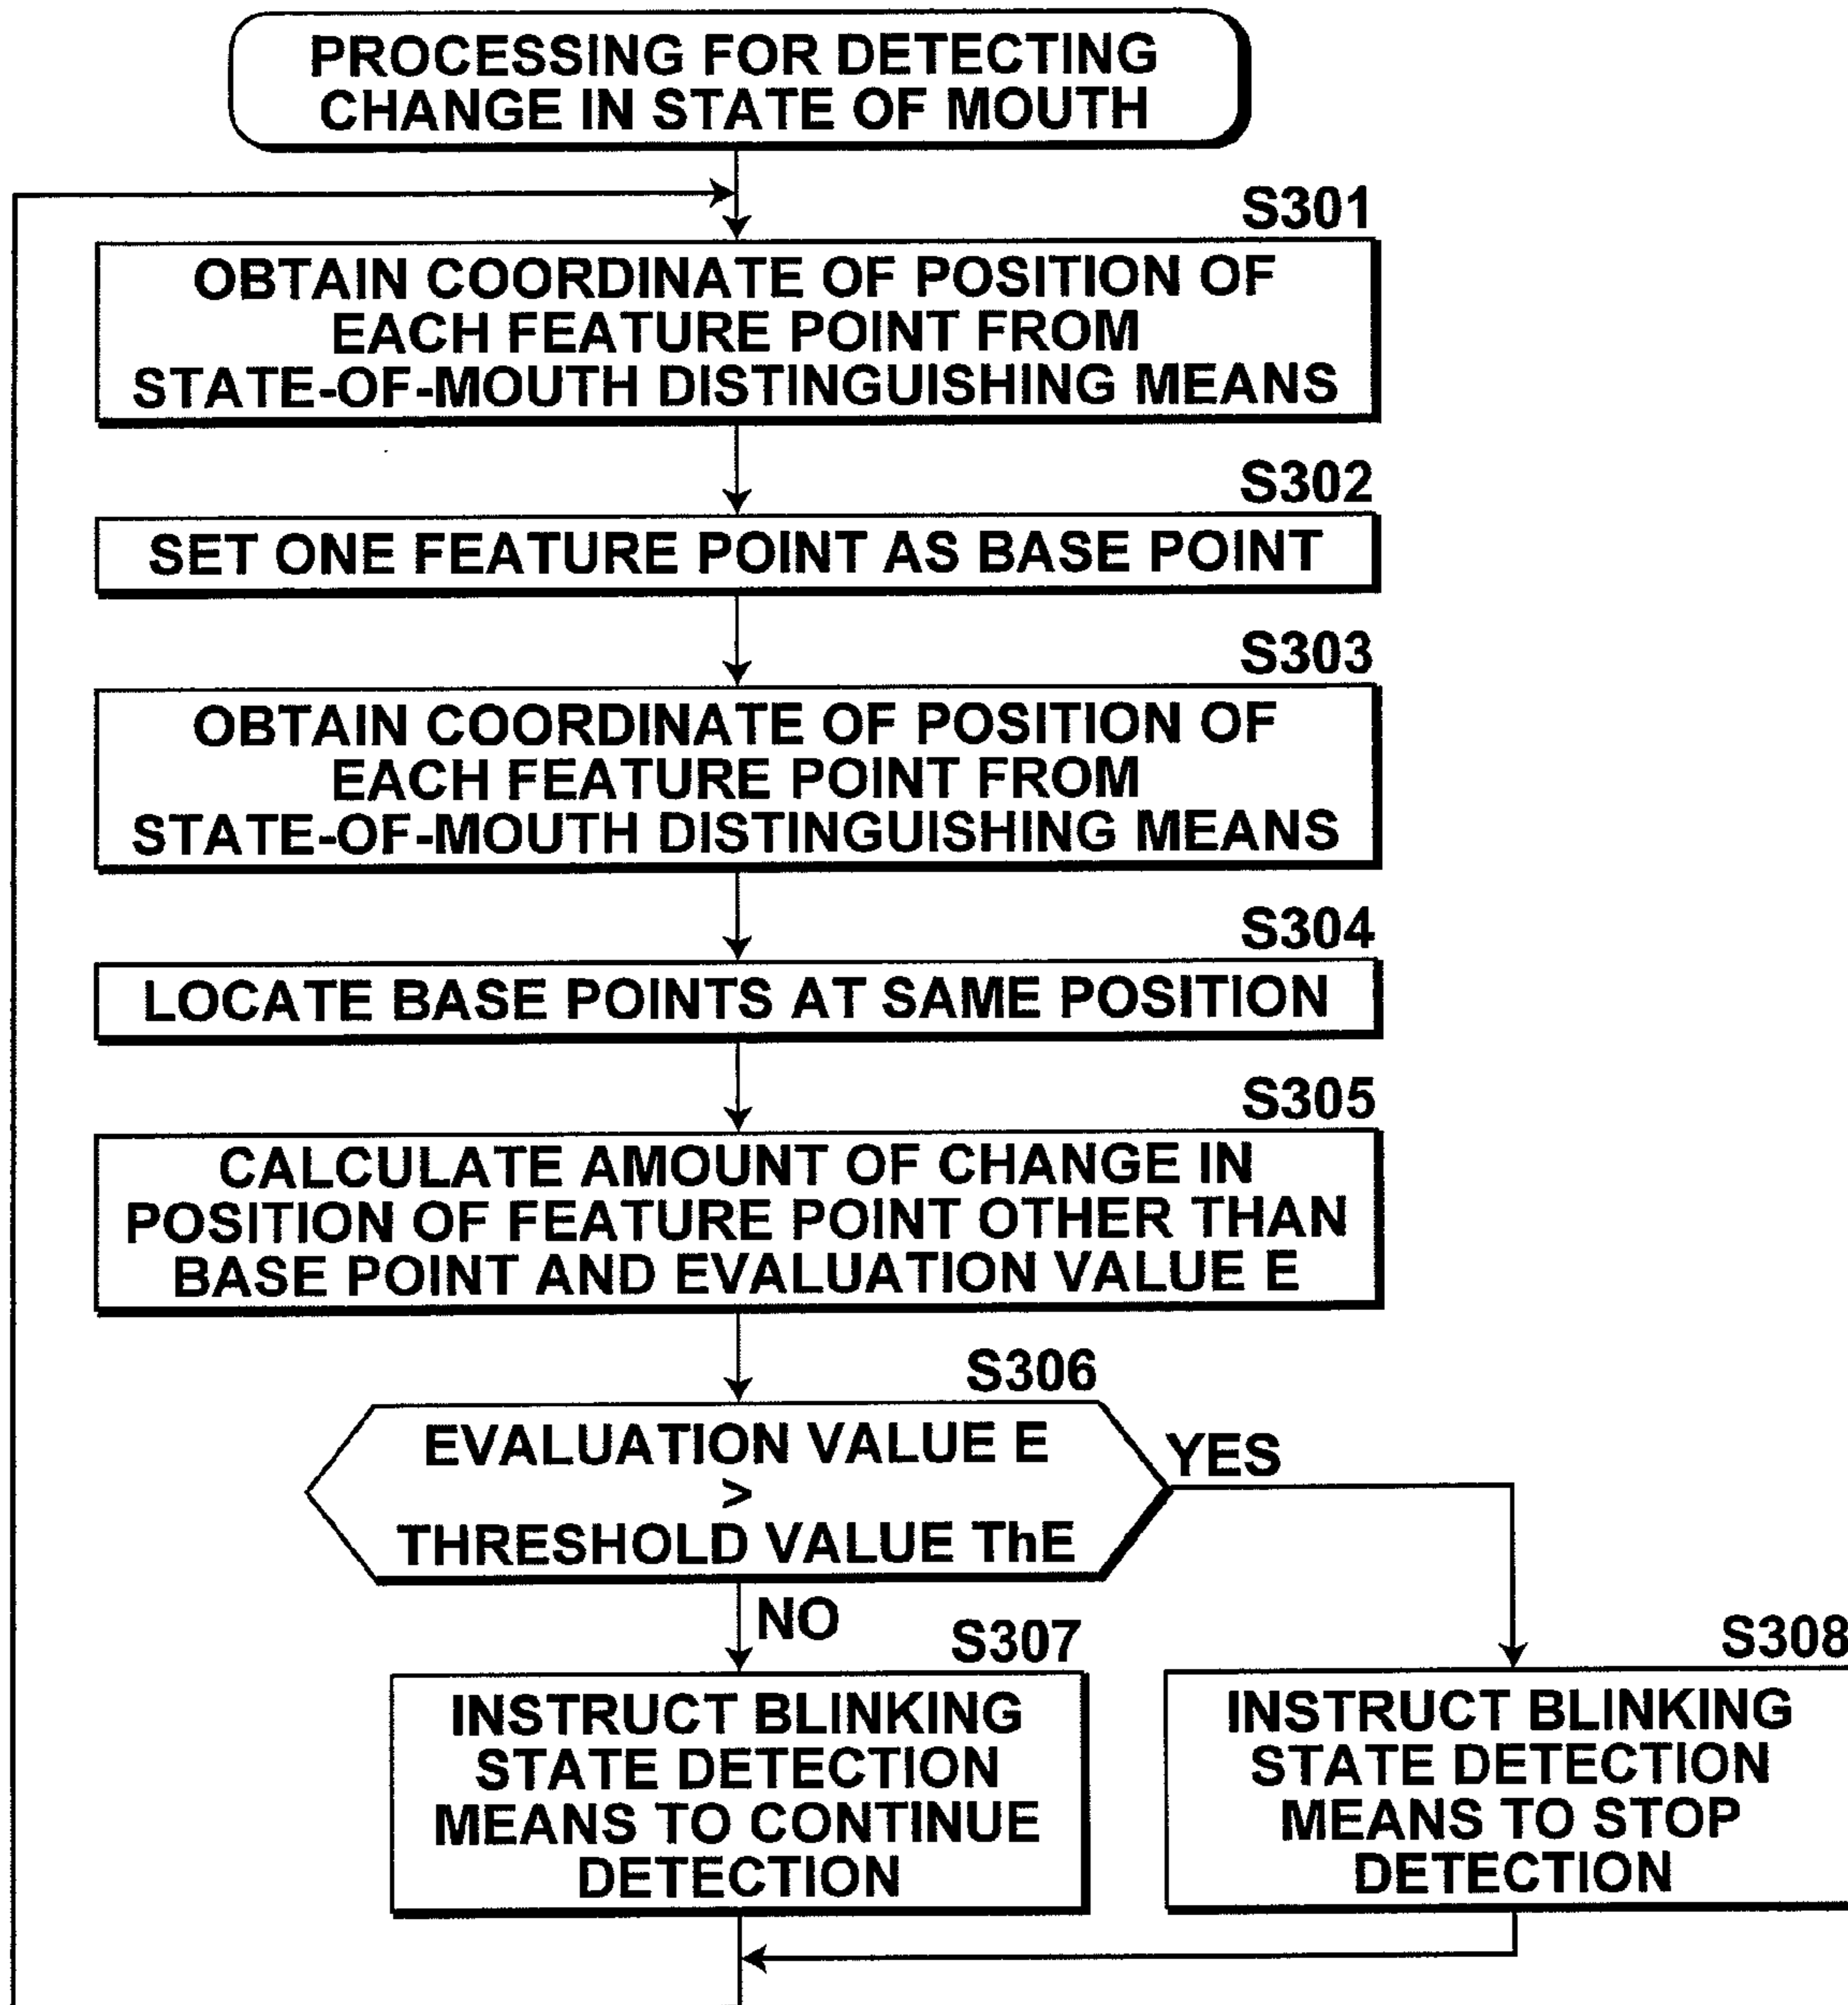 PROCESSING FOR DETECTING
CHANGE IN STATE OF MOUTH
S301
OBTAIN COORDINATE OF POSITION OF
EACH FEATURE POINT FROM
STATE-OF-MOUTH DISTINGUISHING MEANS
S302
SET ONE FEATURE POINT AS BASE POINT
S303
OBTAIN COORDINATE OF POSITION OF
EACH FEATURE POINT FROM
STATE-OF-MOUTH DISTINGUISHING MEANS
S304
LOCATE BASE POINTS AT SAME POSITION
S305
CALCULATE AMOUNT OF CHANGE IN
POSITION OF FEATURE POINT OTHER THAN
BASE POINT AND EVALUATION VALUE E
S306
EVALUATION VALUE E
>
THRESHOLD VALUE ThE
YES
NO
S307
INSTRUCT BLINKING
STATE DETECTION
MEANS TO CONTINUE
DETECTION
S308
INSTRUCT BLINKING
STATE DETECTION
MEANS TO STOP
DETECTION